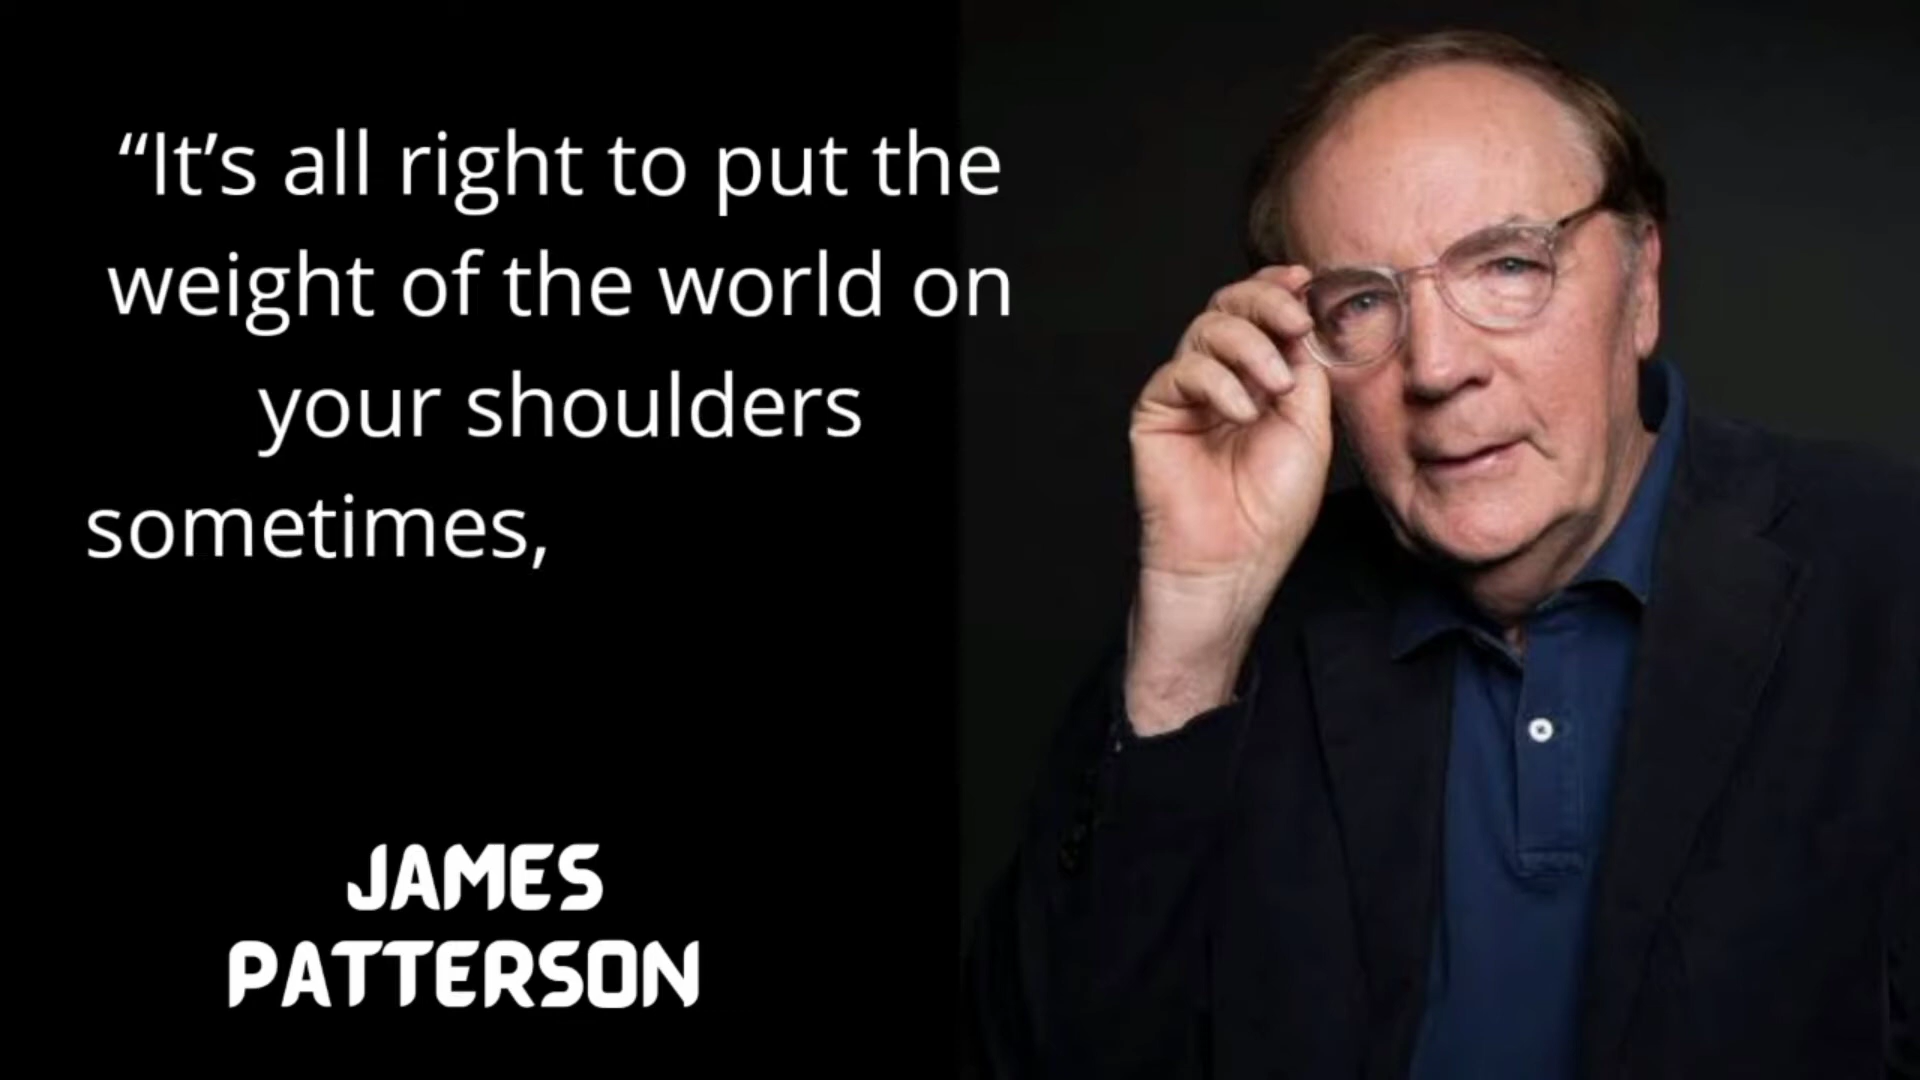 “It’s all right to put the
weight of the world on
your shoulders
sometimes,
JAMES
PATTERSON